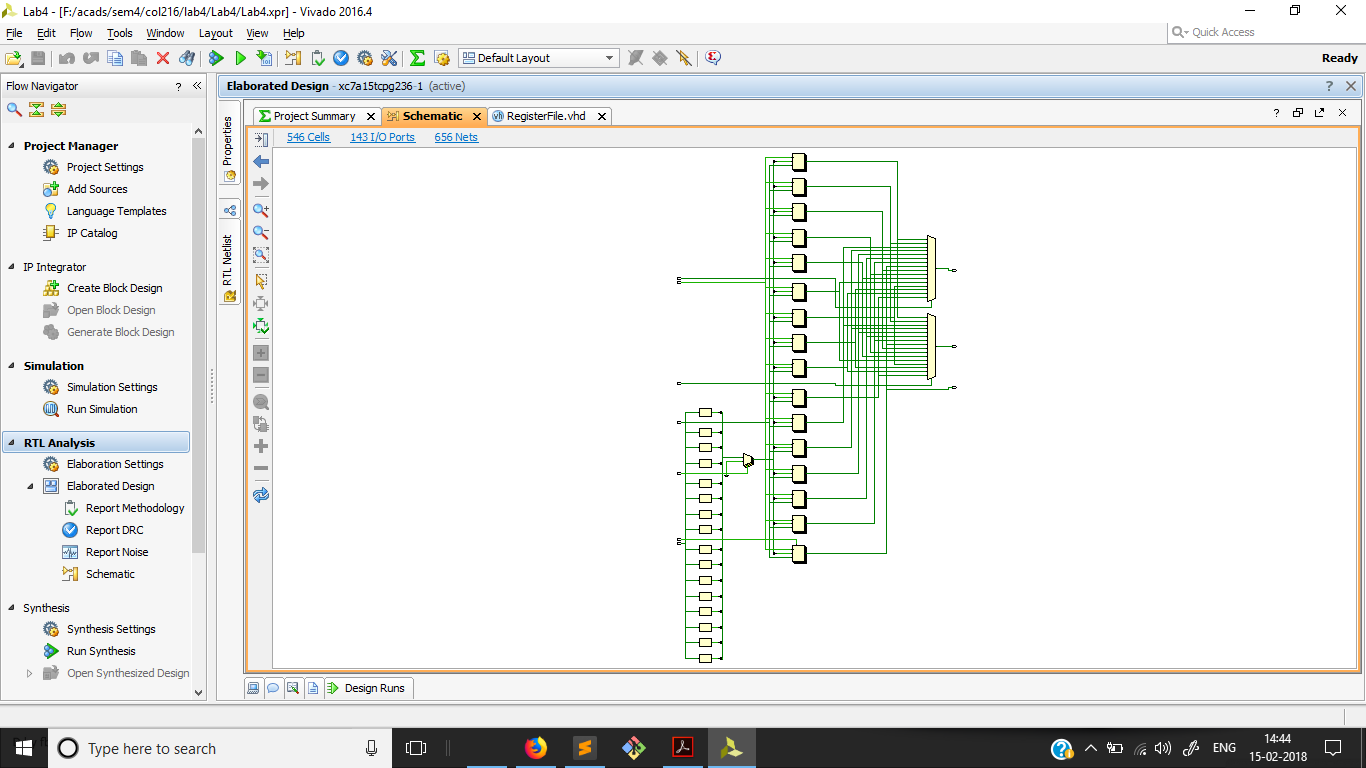 Lab4 - [F:/acads/sem4/col216/lab4/Lab4/Lab4.xpr] - Vivado 2016.4
File Edit Flow Tools Window Layout View Help
Quick Access
Default Layout
Ready
Flow Navigator
Project Manager
Project Settings
Add Sources
Language Templates
IP Catalog
IP Integrator
Create Block Design
Open Block Design
Generate Block Design
Simulation
Simulation Settings
Run Simulation
RTL Analysis
Elaboration Settings
Elaborated Design
Report Methodology
Report DRC
Report Noise
Schematic
Synthesis
Synthesis Settings
Run Synthesis
Open Synthesized Design
Elaborated Design - xc7a15tcpg236-1 (active)
Properties
RTL Netlist
Project Summary
Schematic
RegisterFile.vhd
546 Cells 143 I/O Ports 656 Nets
Design Runs
Type here to search
ENG
14:44
15-02-2018